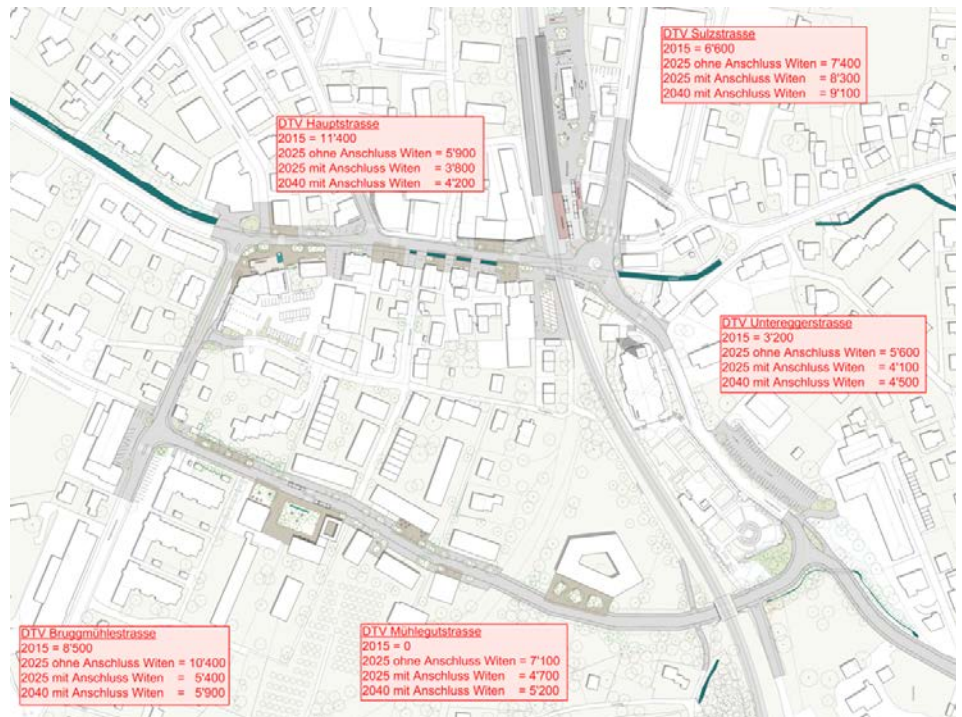 DTV Sulzstrasse
2015 = 6'600
2025 ohne Anschluss Witen = 7'400
2025 mit Anschluss Witen = 8'300
2040 mit Anschluss Witen = 9'100
DTV Hauptstrasse
2015 = 11'400
2025 ohne Anschluss Witen = 5'900
2025 mit Anschluss Witen = 3'800
2040 mit Anschluss Witen = 4'200
DTV Untereggerstrasse
2015 = 3'200
2025 ohne Anschluss Witen = 5'600
2025 mit Anschluss Witen = 4'100
2040 mit Anschluss Witen = 4'500
DTV Bruggmühlestrasse
2015 = 8'500
2025 ohne Anschluss Witen = 10'400
2025 mit Anschluss Witen = 5'400
2040 mit Anschluss Witen = 5'900
DTV Mühlegutstrasse
2015 = 0
2025 ohne Anschluss Witen = 7'100
2025 mit Anschluss Witen = 4'700
2040 mit Anschluss Witen = 5'200